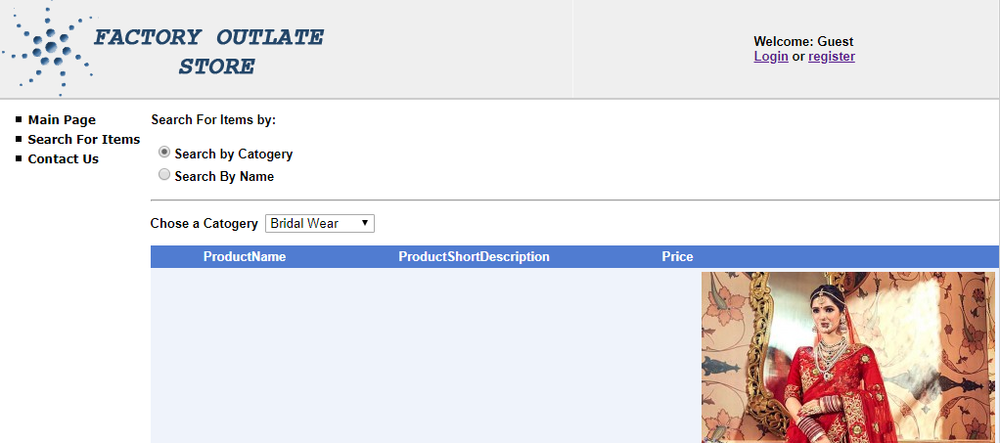 FACTORY OUTLATE
STORE
Welcome: Guest
Login or register
Main Page
Search For Items
Contact Us
Search For Items by:
Search by Catogery
Search By Name
Chose a Catogery Bridal Wear
ProductName ProductShortDescription Price